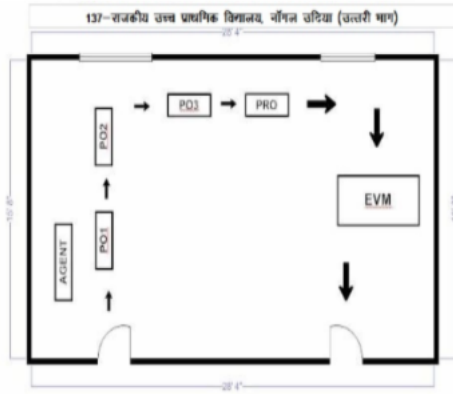 137-राजकीय उच्च प्राथमिक विद्यालय, नॉगल उदिया (उत्तरी भाग)
PO3
PRO
PO2
EVM
PO1
AGENT